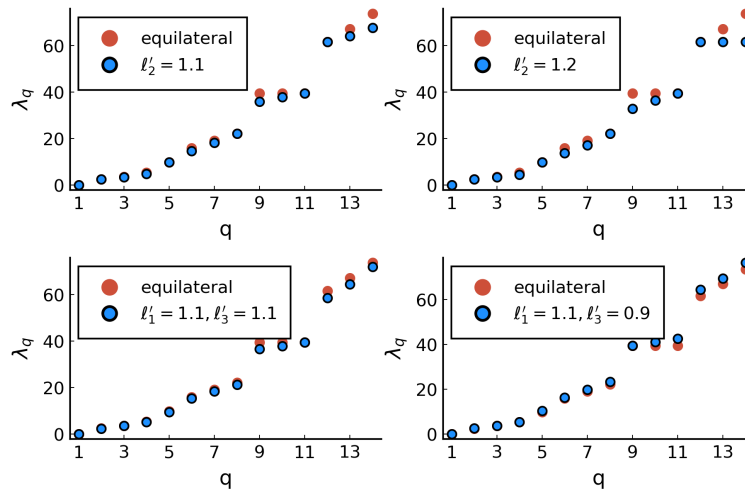 60
40
20
0
λq
equilateral
ℓ′2 = 1.1
1 3 5 7 9 11 13
q
60
40
20
0
λq
equilateral
ℓ′2 = 1.2
1 3 5 7 9 11 13
q
60
40
20
0
λq
equilateral
ℓ′1 = 1.1, ℓ′3 = 1.1
1 3 5 7 9 11 13
q
60
40
20
0
λq
equilateral
ℓ′1 = 1.1, ℓ′3 = 0.9
1 3 5 7 9 11 13
q